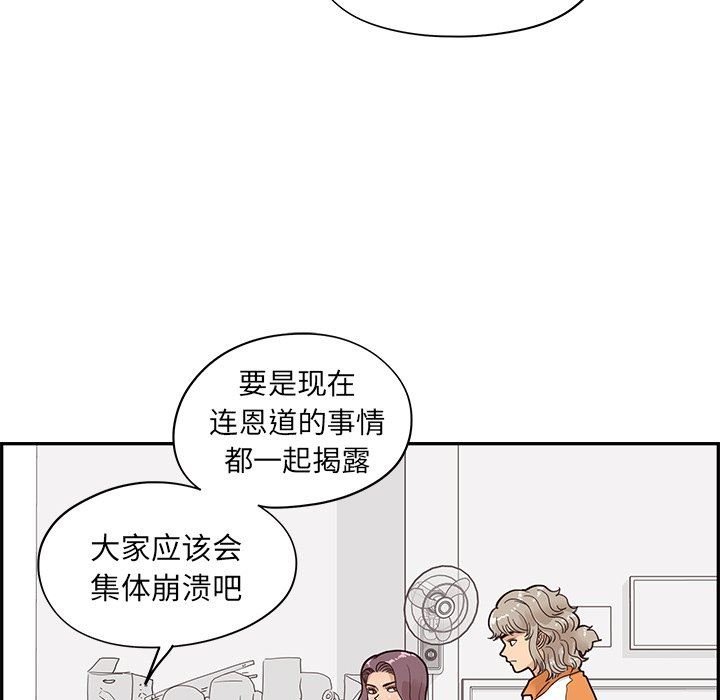 要是现在
连恩道的事情
都一起揭露
大家应该会
集体崩溃吧